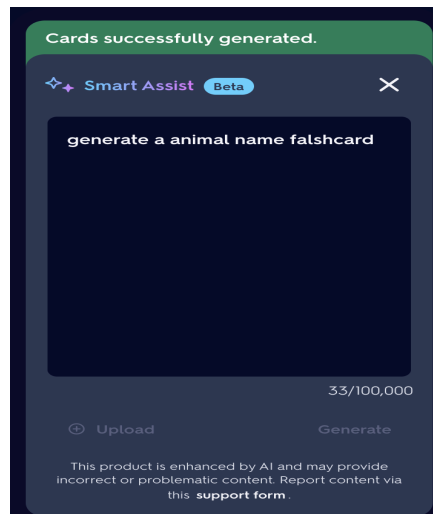 Cards successfully generated.
Smart Assist Beta
generate a animal name falshcard
33/100,000
Upload Generate
This product is enhanced by AI and may provide
incorrect or problematic content. Report content via
this support form.